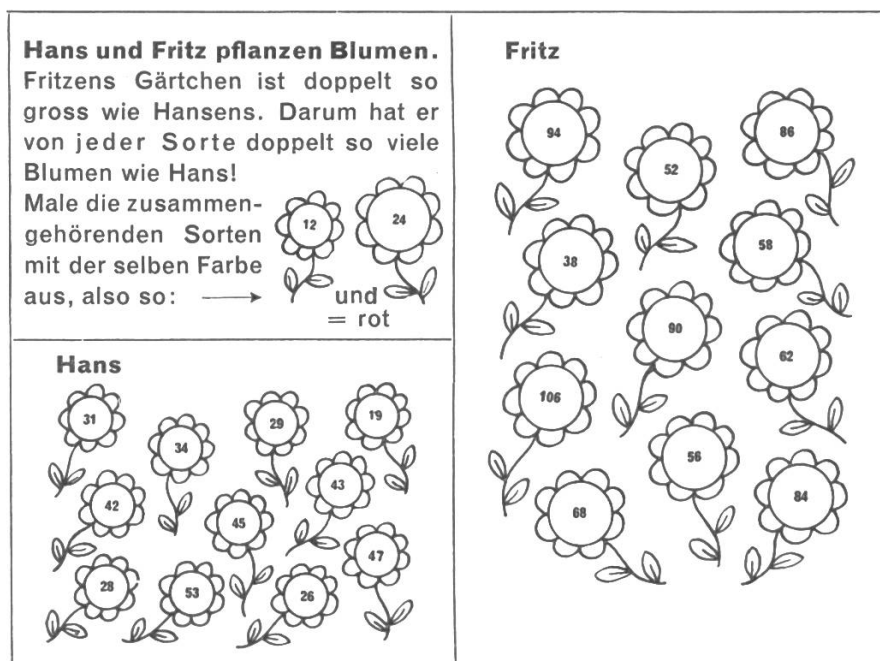 Hans und Fritz pflanzen Blumen.
Fritzens Gärtchen ist doppelt so
gross wie Hansens. Darum hat er
von jeder Sorte doppelt so viele
Blumen wie Hans!
Male die zusammen-
gehörenden Sorten
mit der selben Farbe
aus, also so:
12
24
und
= rot
Hans
31
34
29
19
42
45
43
47
28
53
26
Fritz
94
52
86
38
58
90
62
106
56
68
84